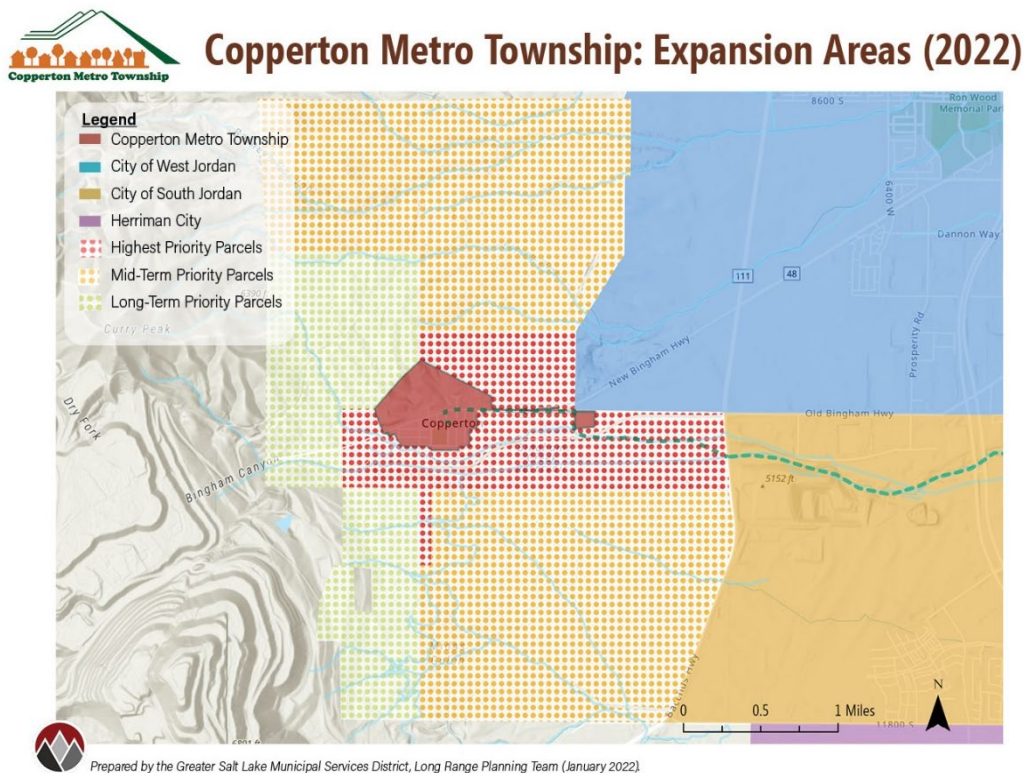 Copperton Metro Township
Copperton Metro Township: Expansion Areas (2022)
Legend
Copperton Metro Township
City of West Jordan
City of South Jordan
Herriman City
Highest Priority Parcels
Mid-Term Priority Parcels
Long-Term Priority Parcels
8600 S
Ron Wood
Memorial Par
6400 W
Dannon Way
111
48
Prosperity Rd
New Bingham Hwy
Old Bingham Hwy
Curry Peak
Dry Fork
Bingham Canyon
Copperto
5152 ft
Bacchus Hwy
N
0 0.5 1 Miles
11800 S
Prepared by the Greater Salt Lake Municipal Services District, Long Range Planning Team (January 2022).